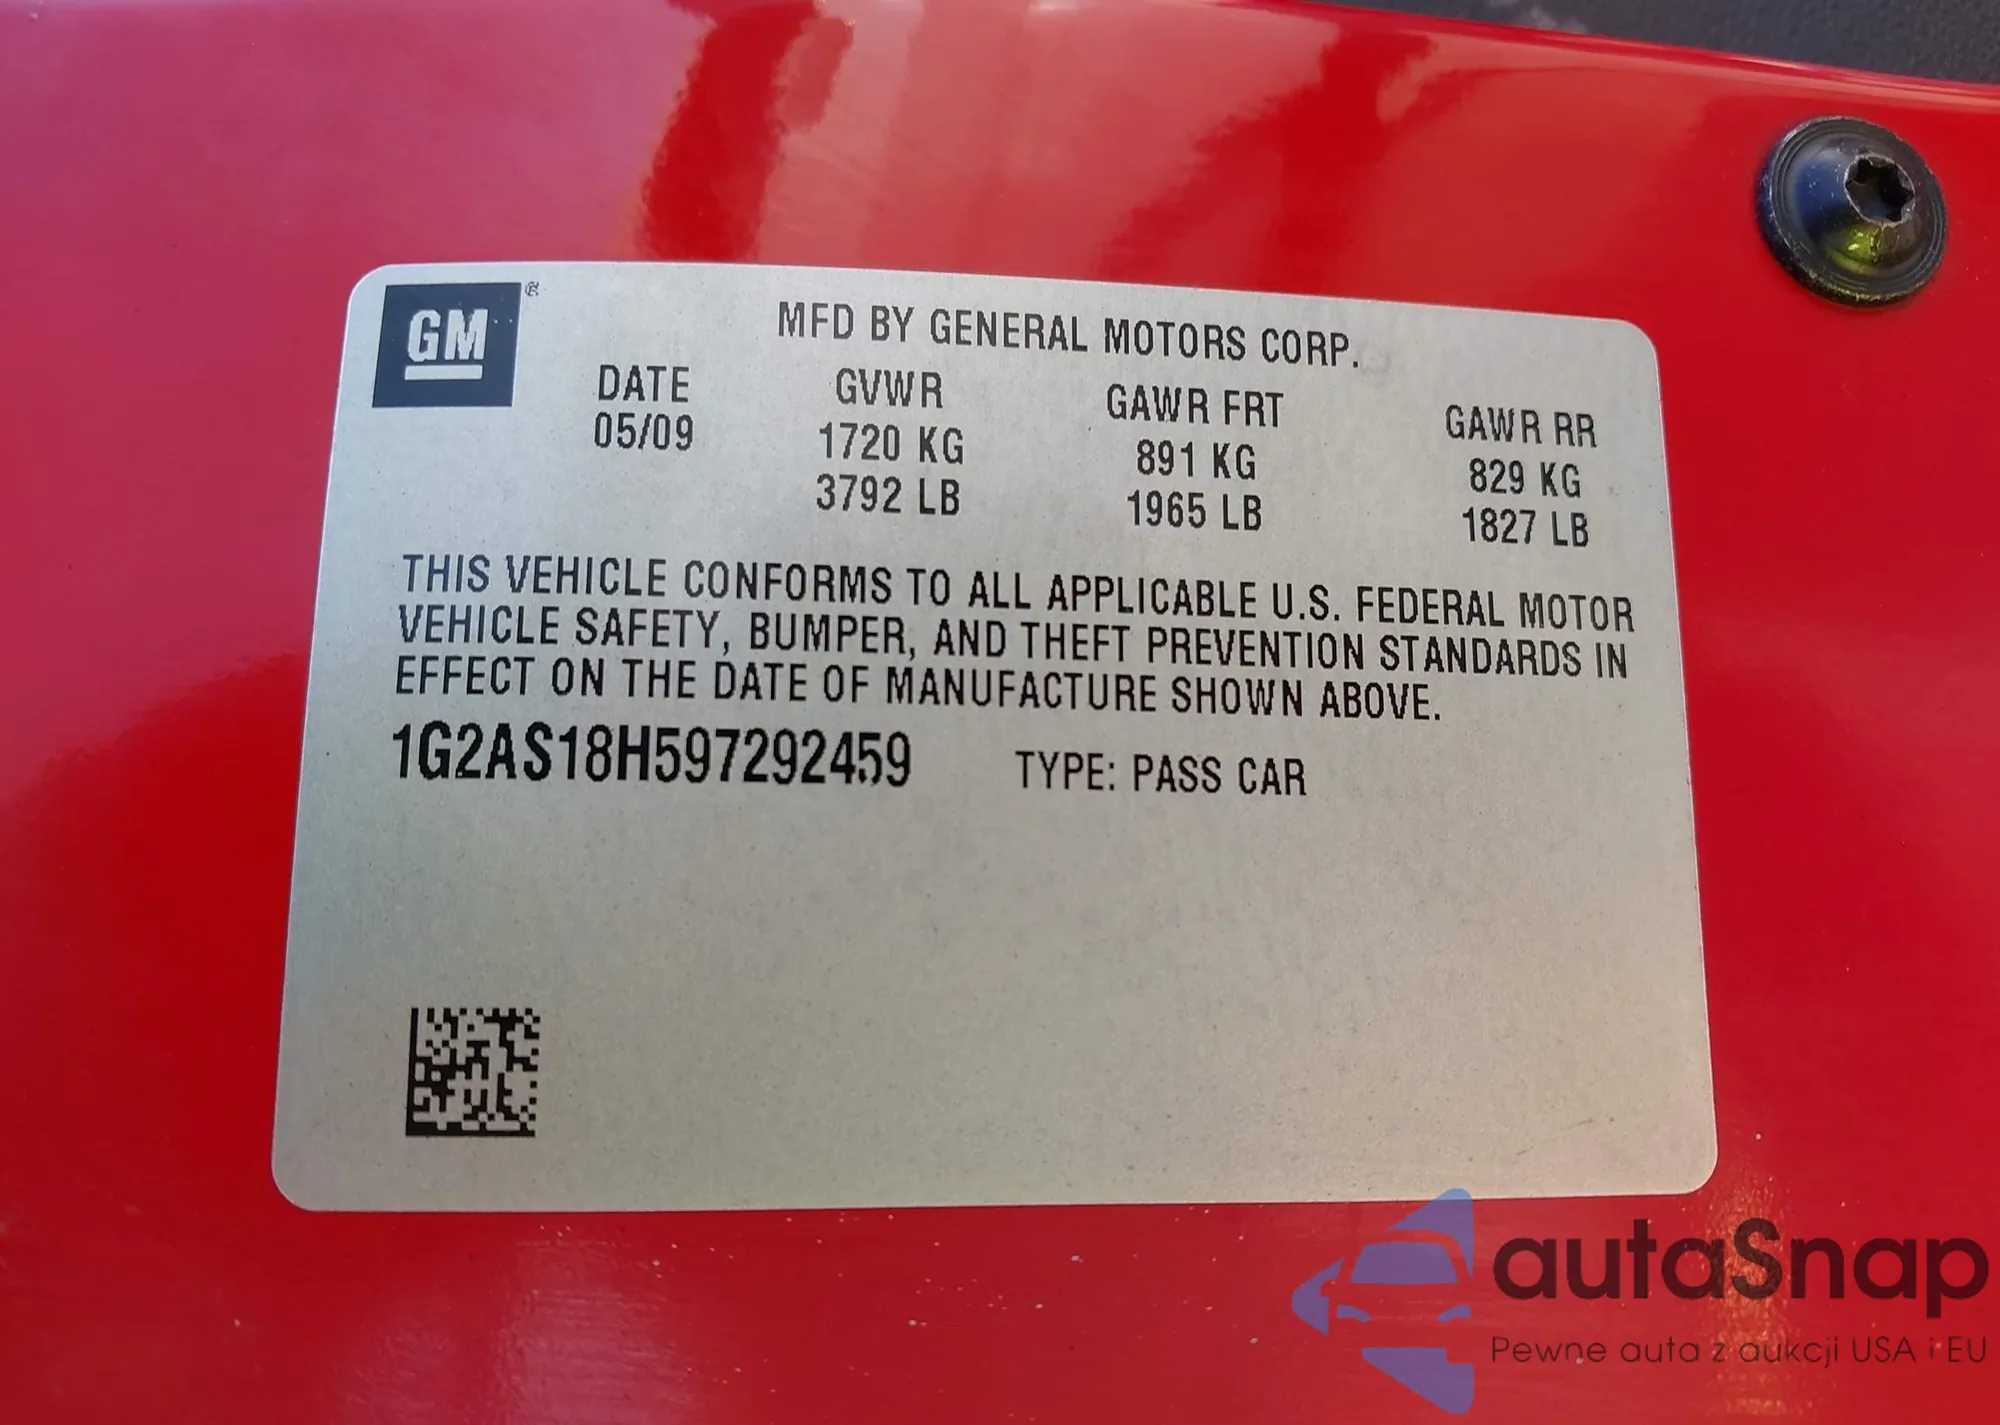 GM®
MFD BY GENERAL MOTORS CORP.
DATE GVWR GAWR FRT GAWR RR
05/09 1720 KG 891 KG 829 KG
3792 LB 1965 LB 1827 LB
THIS VEHICLE CONFORMS TO ALL APPLICABLE U.S. FEDERAL MOTOR
VEHICLE SAFETY, BUMPER, AND THEFT PREVENTION STANDARDS IN
EFFECT ON THE DATE OF MANUFACTURE SHOWN ABOVE.
1G2AS18H597292459 TYPE: PASS CAR
autaSnap
Pewne auta z aukcji USA i EU